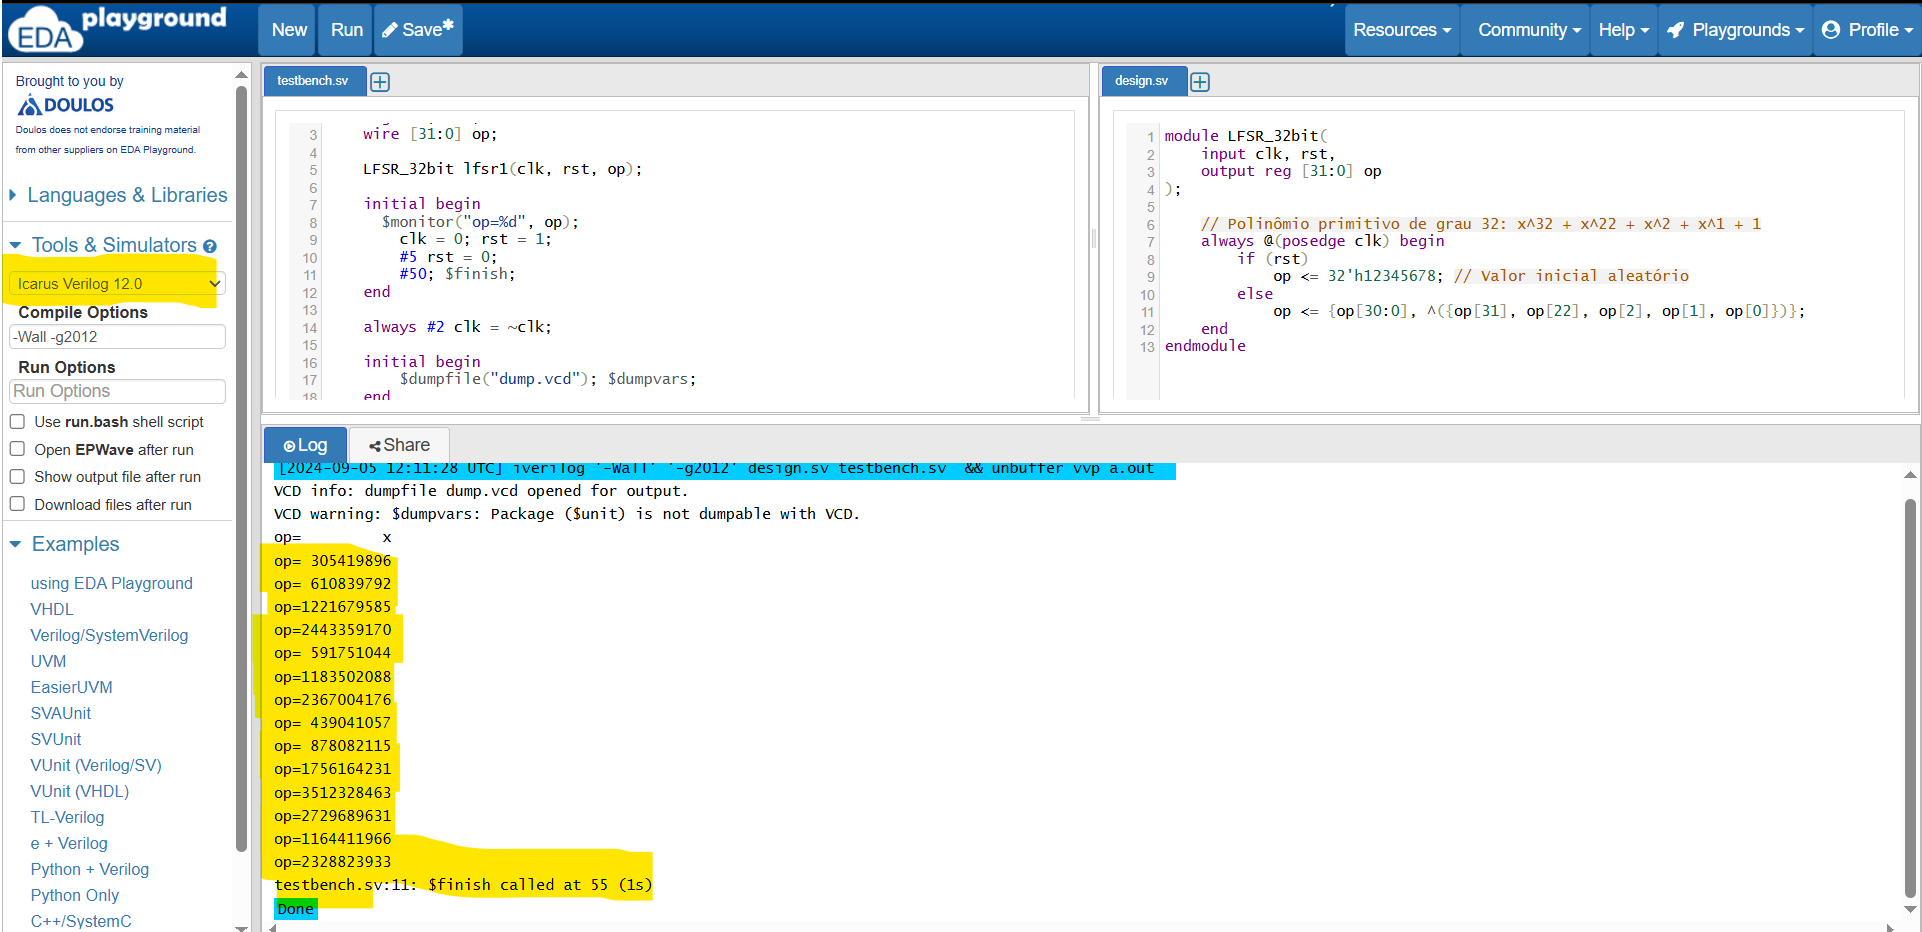 EDA playground
New
Run
Save*
Resources
Community
Help
Playgrounds
Profile
Brought to you by
DOULOS
Doulos does not endorse training material
from other suppliers on EDA Playground.
Languages & Libraries
Tools & Simulators
Icarus Verilog 12.0
Compile Options
-Wall -g2012
Run Options
Run Options
Use run.bash shell script
Open EPWave after run
Show output file after run
Download files after run
Examples
using EDA Playground
VHDL
Verilog/SystemVerilog
UVM
EasierUVM
SVAUnit
SVUnit
VUnit (Verilog/SV)
VUnit (VHDL)
TL-Verilog
e + Verilog
Python + Verilog
Python Only
C++/SystemC
testbench.sv
3 wire [31:0] op;
4
5 LFSR_32bit lfsr1(clk, rst, op);
6
7 initial begin
8 $monitor("op=%d", op);
9 clk = 0; rst = 1;
10 #5 rst = 0;
11 #50; $finish;
12 end
13
14 always #2 clk = ~clk;
15
16 initial begin
17 $dumpfile("dump.vcd"); $dumpvars;
18 end
design.sv
1 module LFSR_32bit(
2 input clk, rst,
3 output reg [31:0] op
4 );
5
6 // Polinômio primitivo de grau 32: x^32 + x^22 + x^2 + x^1 + 1
7 always @(posedge clk) begin
8 if (rst)
9 op <= 32'h12345678; // Valor inicial aleatório
10 else
11 op <= {op[30:0], ^({op[31], op[22], op[2], op[1], op[0]})};
12 end
13 endmodule
Log
Share
[2024-09-05 12:11:28 UTC] iverilog '-Wall' '-g2012' design.sv testbench.sv && unbuffer vvp a.out
VCD info: dumpfile dump.vcd opened for output.
VCD warning: $dumpvars: Package ($unit) is not dumpable with VCD.
op= x
op= 305419896
op= 610839792
op=1221679585
op=2443359170
op= 591751044
op=1183502088
op=2367004176
op= 439041057
op= 878082115
op=1756164231
op=3512328463
op=2729689631
op=1164411966
op=2328823933
testbench.sv:11: $finish called at 55 (1s)
Done